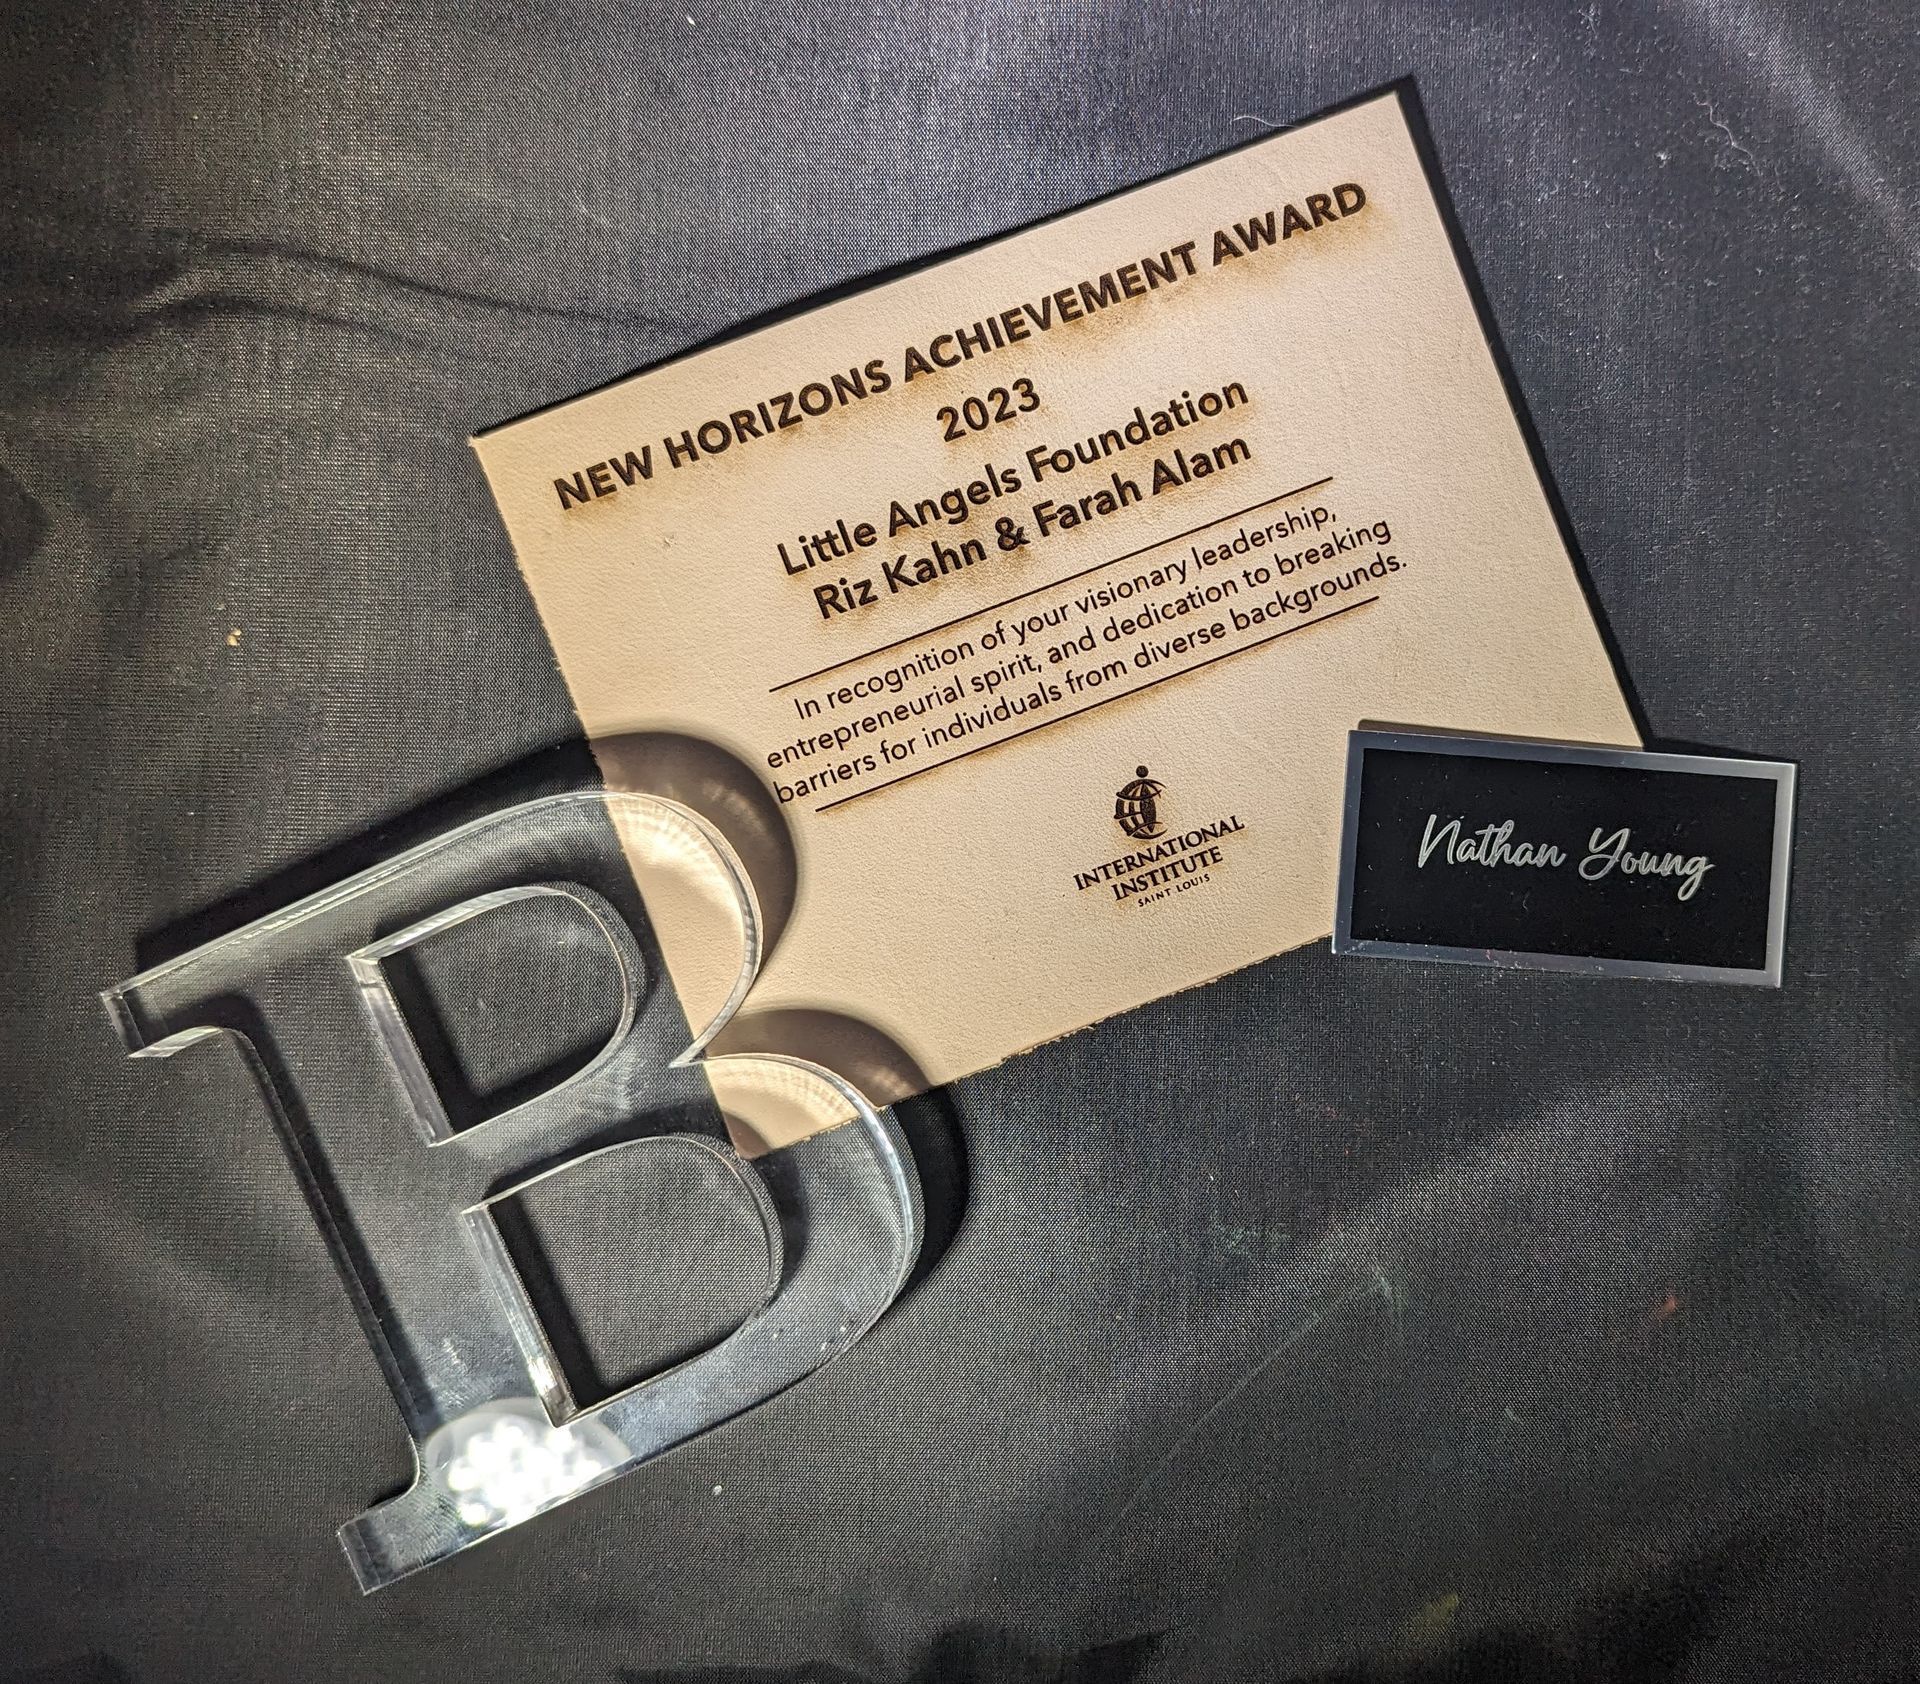 NEW HORIZONS ACHIEVEMENT AWARD
2023
Little Angels Foundation
Riz Kahn & Farah Alam
In recognition of your visionary leadership,
entrepreneurial spirit, and dedication to breaking
barriers for individuals from diverse backgrounds.
INTERNATIONAL
INSTITUTE
SAINT LOUIS
Nathan Young
B